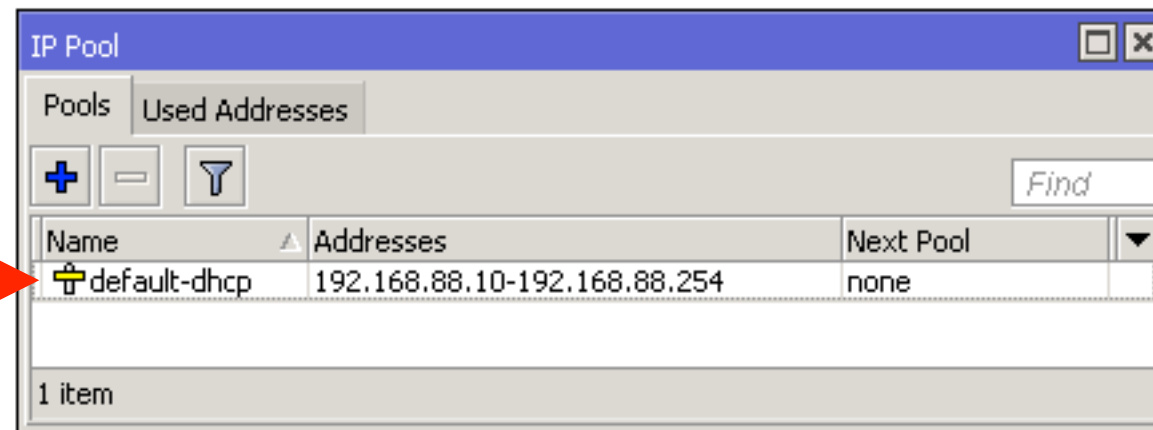 IP Pool
Pools Used Addresses
Find
Name Addresses Next Pool
default-dhcp 192.168.88.10-192.168.88.254 none
1 item